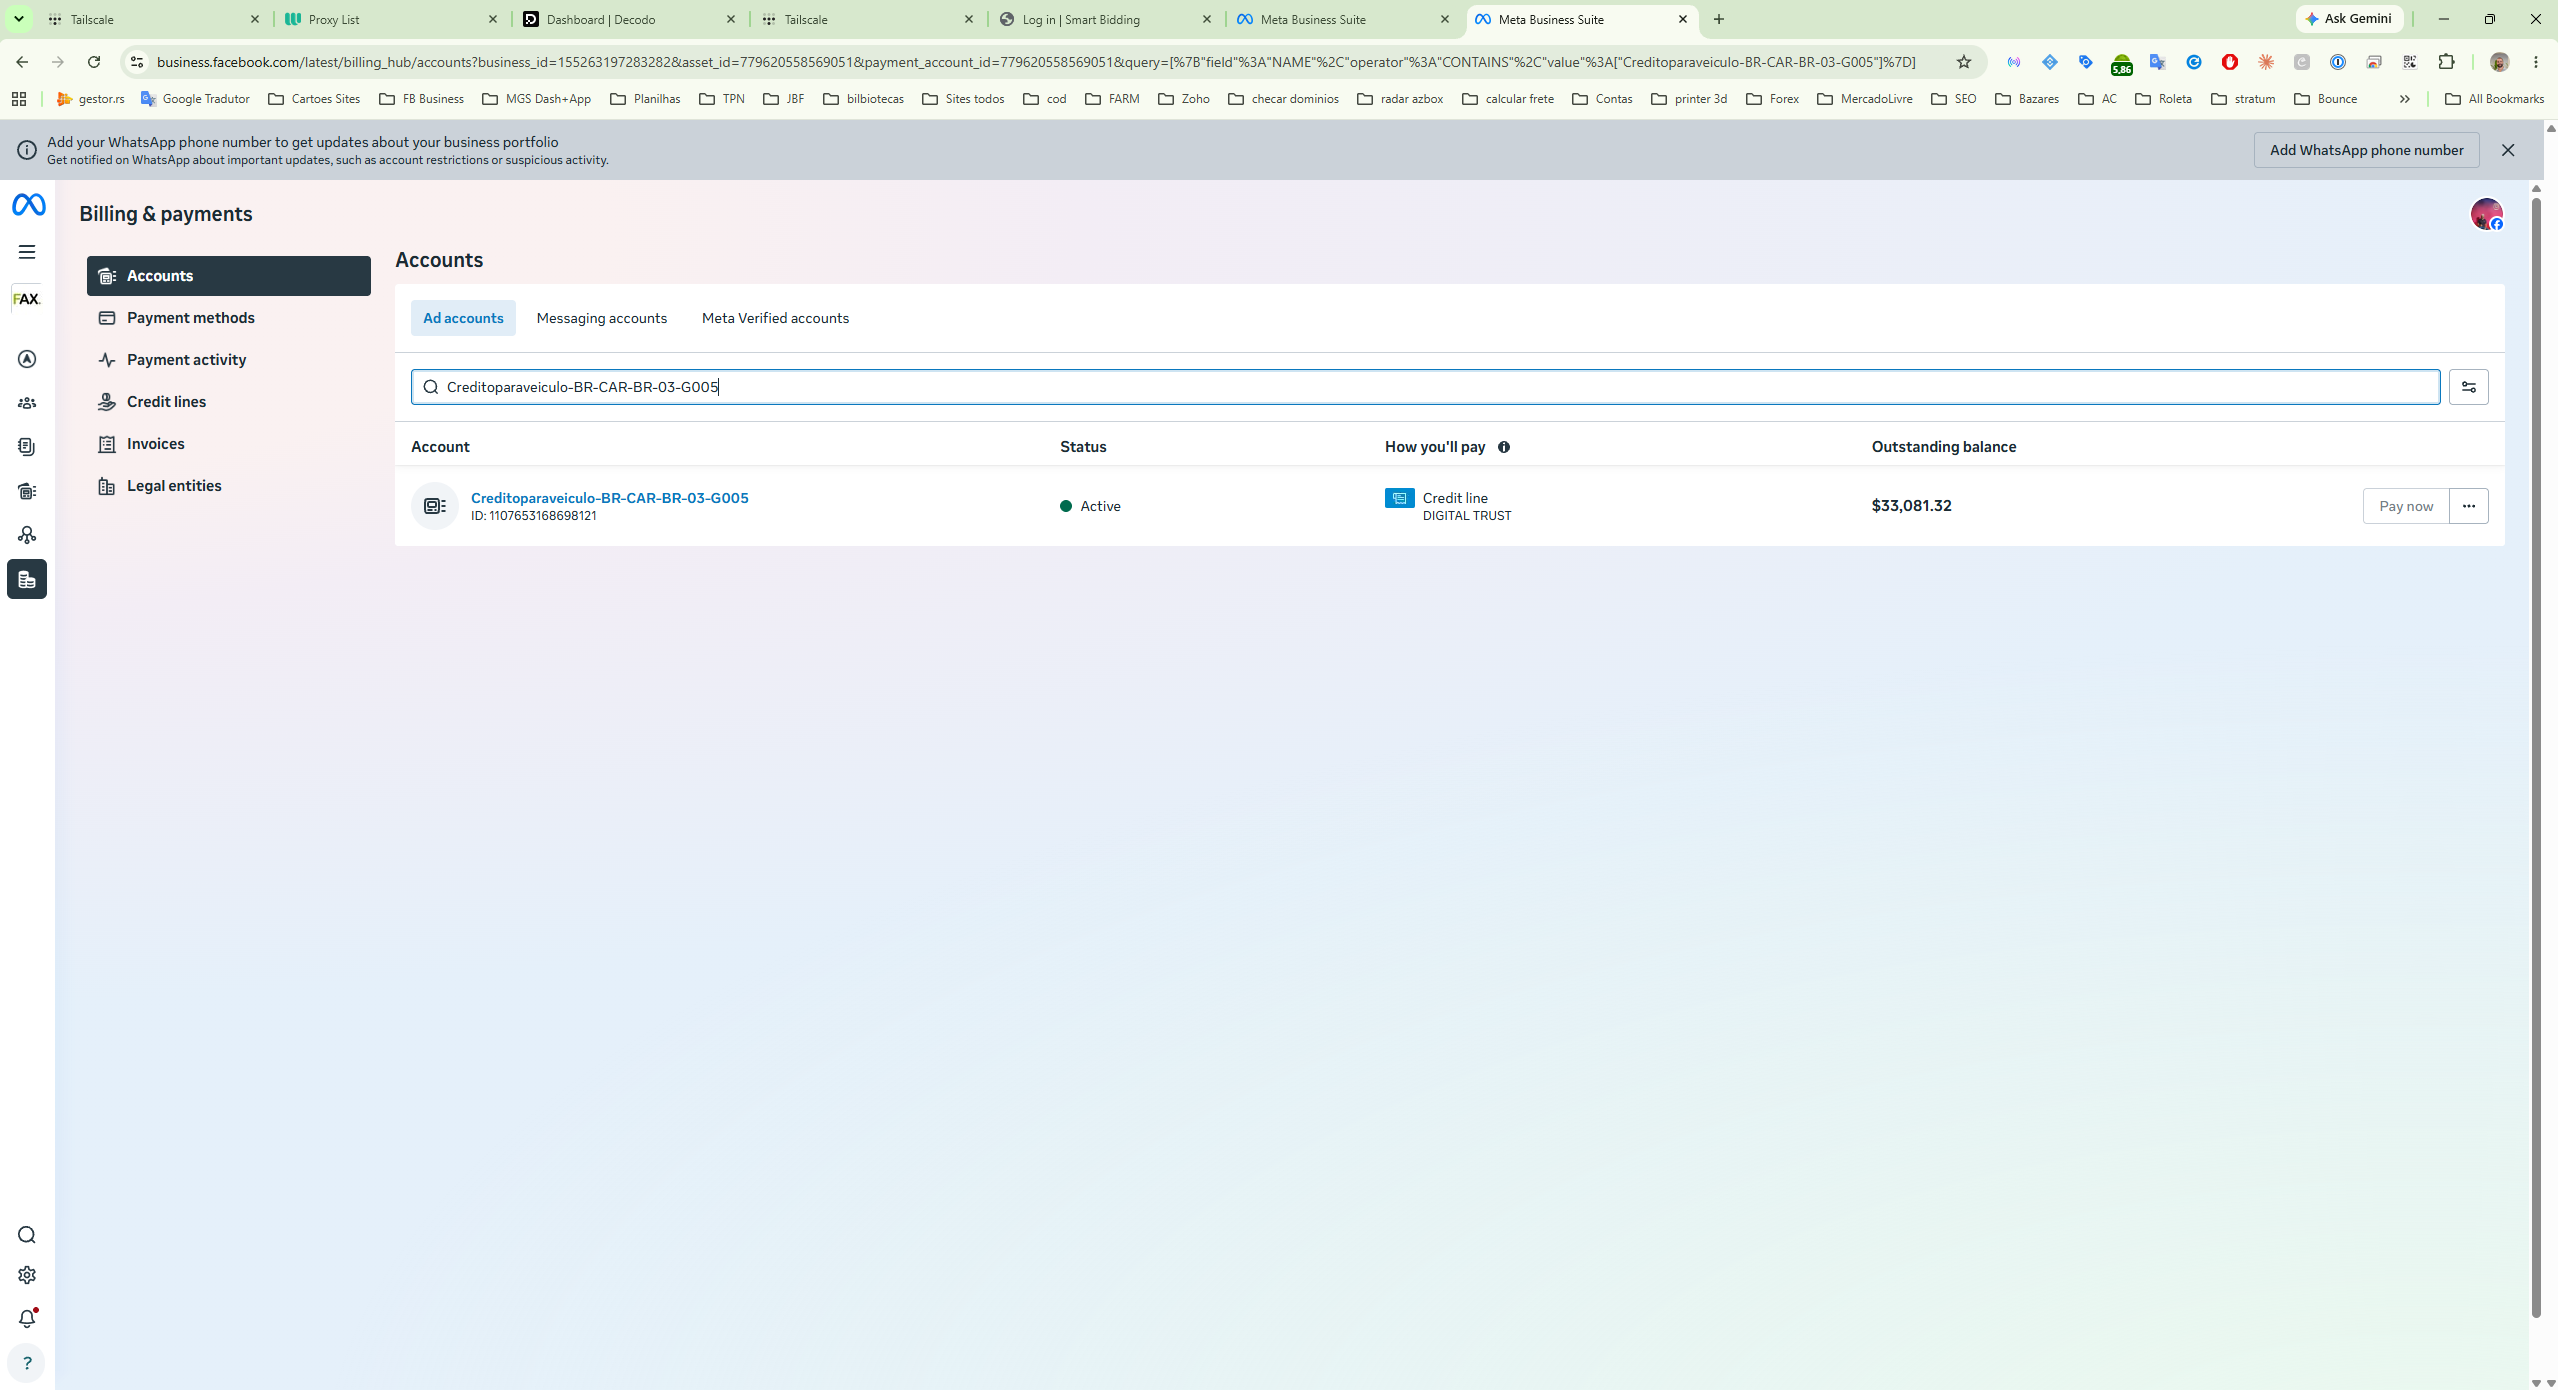 Tailscale
Proxy List
Dashboard | Decodo
Tailscale
Log in | Smart Bidding
Meta Business Suite
Meta Business Suite
Ask Gemini
business.facebook.com/latest/billing_hub/accounts?business_id=155263197283282&asset_id=779620558569051&payment_account_id=779620558569051&query=[%7B"field"%3A"NAME"%2C"operator"%3A"CONTAINS"%2C"value"%3A["Creditoparaveiculo-BR-CAR-BR-03-G005"]%7D]
5,86
gestor.rs
Google Tradutor
Cartoes Sites
FB Business
MGS Dash+App
Planilhas
TPN
JBF
bilbiotecas
Sites todos
cod
FARM
Zoho
checar dominios
radar azbox
calcular frete
Contas
printer 3d
Forex
MercadoLivre
SEO
Bazares
AC
Roleta
stratum
Bounce
All Bookmarks
Add your WhatsApp phone number to get updates about your business portfolio
Get notified on WhatsApp about important updates, such as account restrictions or suspicious activity.
Add WhatsApp phone number
Billing & payments
FAX.
Accounts
Payment methods
Payment activity
Credit lines
Invoices
Legal entities
Accounts
Ad accounts
Messaging accounts
Meta Verified accounts
Creditoparaveiculo-BR-CAR-BR-03-G005
Account
Status
How you'll pay
Outstanding balance
Creditoparaveiculo-BR-CAR-BR-03-G005
ID: 1107653168698121
Active
Credit line
DIGITAL TRUST
$33,081.32
Pay now
?